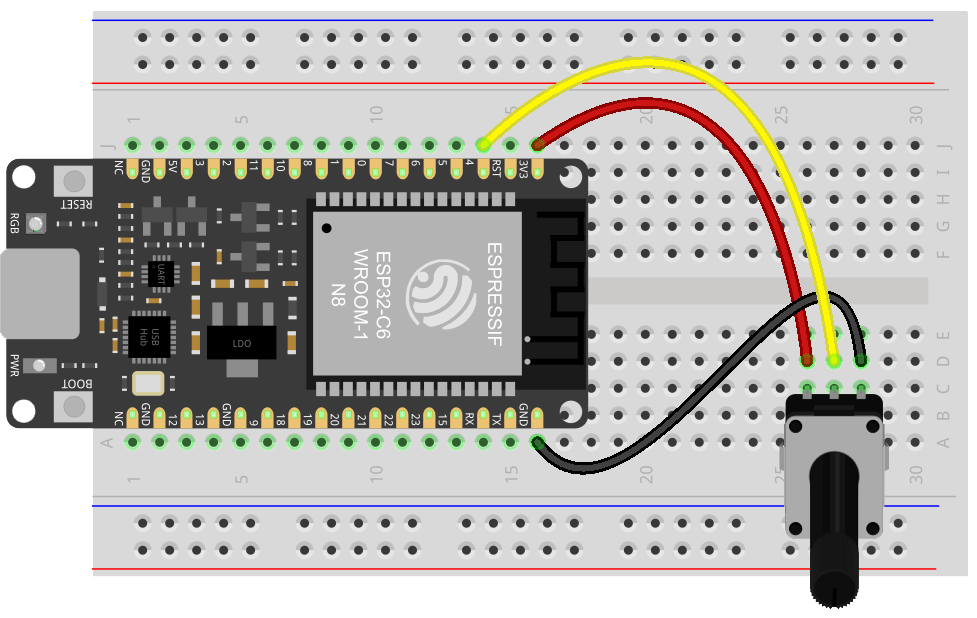 1 5 10 15 20 25 30
J J
NC GND 5V 3 2 11 10 8 1 0 7 6 5 4 RST 3V3
I
H
G
F
RESET
RGB
UART
USB
Hub
LDO
ESPRESSIF
ESP32-C6
WROOM-1
N8
PWR
BOOT
E
D
C
B
NC GND 12 13 GND 9 18 19 20 21 22 23 15 RX TX GND
A A
1 5 10 15 20 25 30